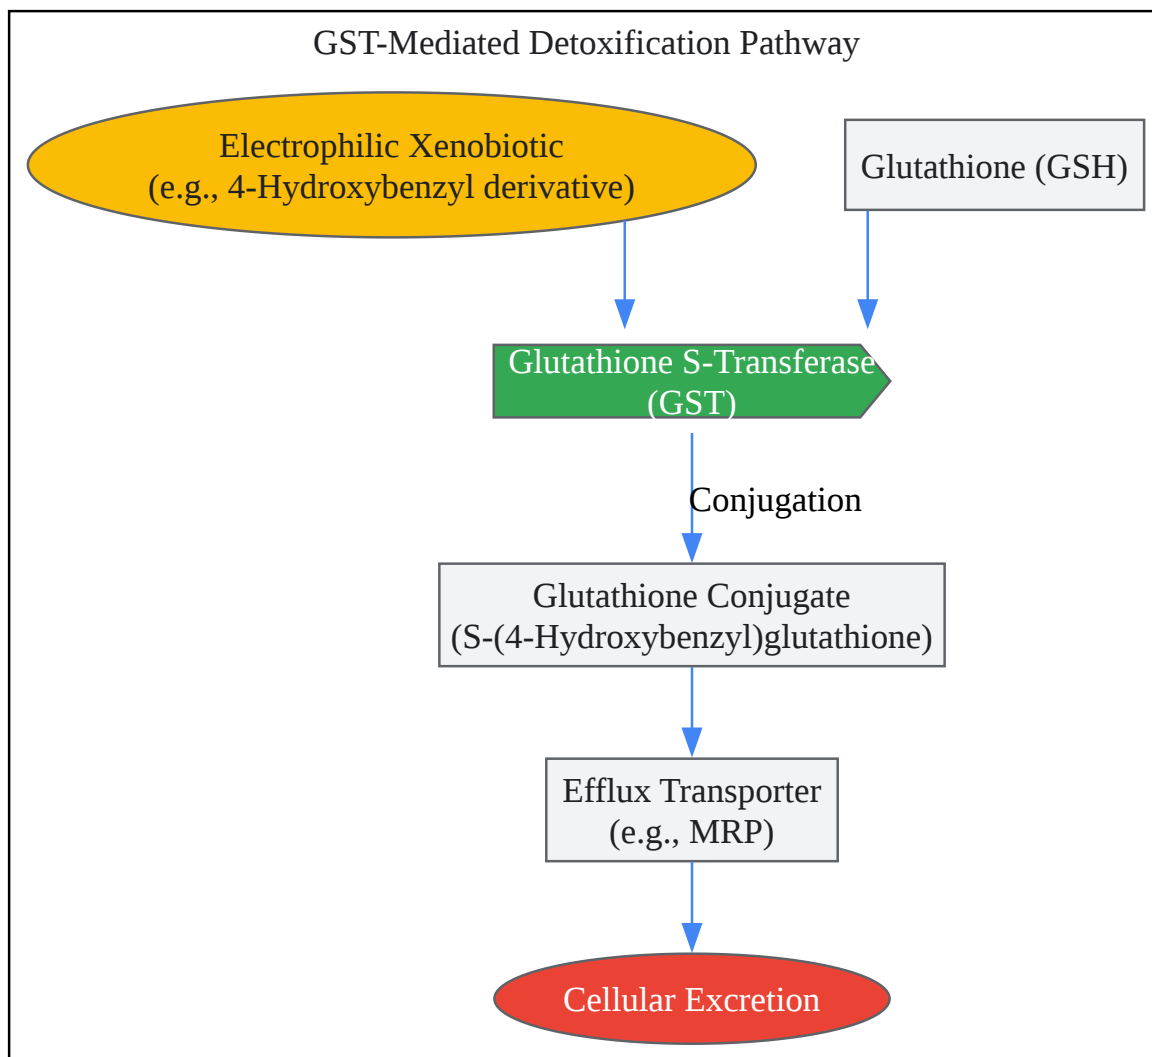 GST-Mediated Detoxification Pathway
Electrophilic Xenobiotic
(e.g., 4-Hydroxybenzyl derivative)
Glutathione (GSH)
Glutathione S-Transferase
(GST)
Conjugation
Glutathione Conjugate
(S-(4-Hydroxybenzyl)glutathione)
Efflux Transporter
(e.g., MRP)
Cellular Excretion